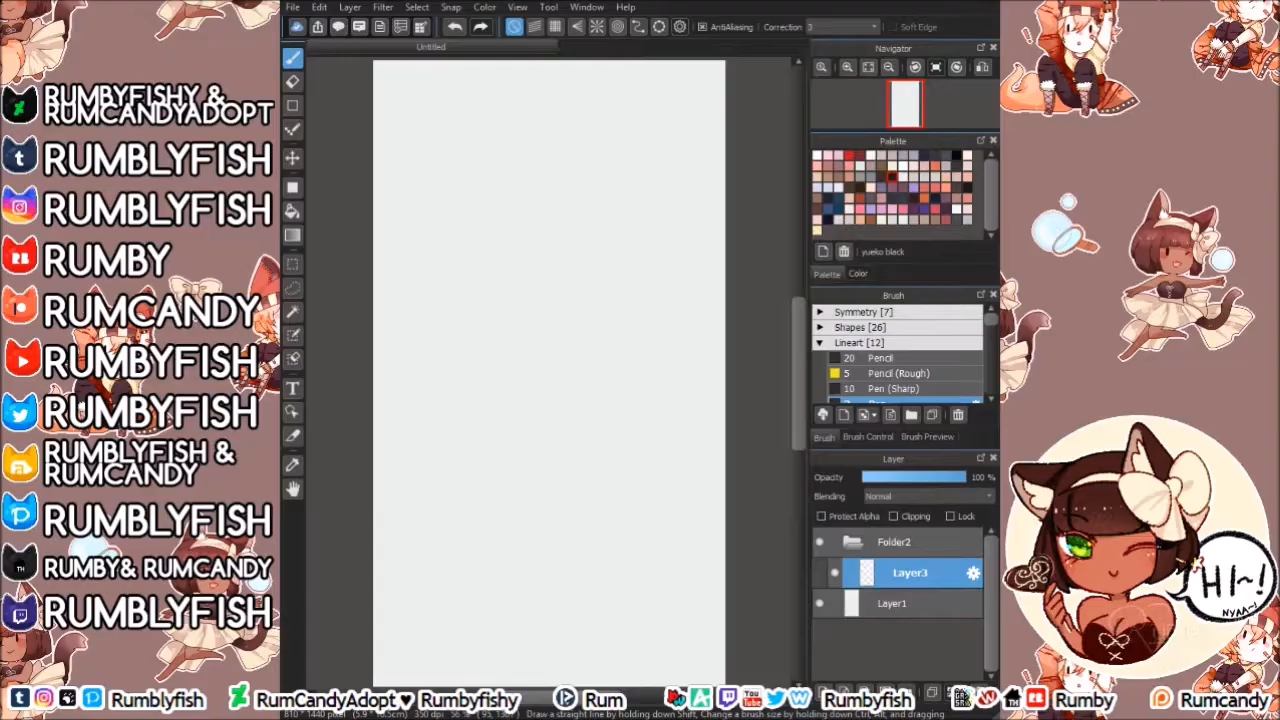 File Edit Layer Filter Select Snap Color View Tool Window Help
AntiAliasing Correction 3 Soft Edge
Untitled
Navigator
Palette
yueko black
Palette Color
Brush
Symmetry [7]
Shapes [26]
Lineart [12]
20 Pencil
5 Pencil (Rough)
10 Pen (Sharp)
Brush Brush Control Brush Preview
Layer
Opacity 100 %
Blending Normal
Protect Alpha Clipping Lock
Folder2
Layer3
Layer1
RUMBYFISHY &
RUMCANDYADOPT
RUMBLYFISH
RUMBLYFISH
RUMBY
RUMCANDY
RUMBYFISH
RUMBYFISH
RUMBLYFISH &
RUMCANDY
RUMBLYFISH
RUMBY& RUMCANDY
RUMBLYFISH
HI~!
NYAA~!
Rumblyfish RumCandyAdopt ♥ Rumbyfishy Rum Rumbyfish Rumby Rumcandy
Draw a straight line by holding down Shift, Change a brush size by holding down Ctrl, Alt, and dragging